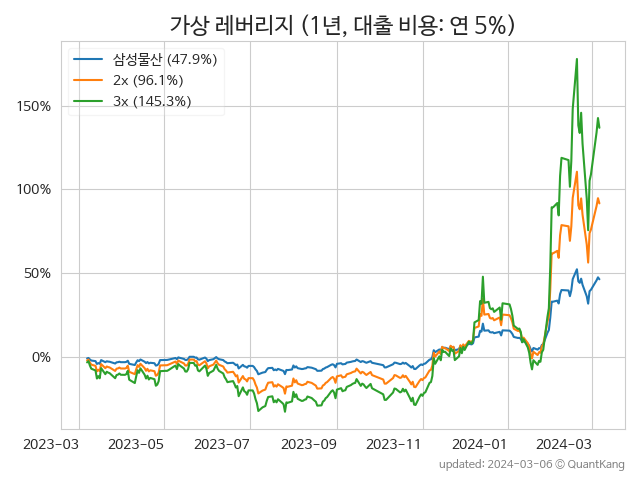 가상 레버리지 (1년, 대출 비용: 연 5%)
삼성물산 (47.9%)
2x (96.1%)
3x (145.3%)
150%
100%
50%
0%
2023-03 2023-05 2023-07 2023-09 2023-11 2024-01 2024-03
updated: 2024-03-06 © QuantKang